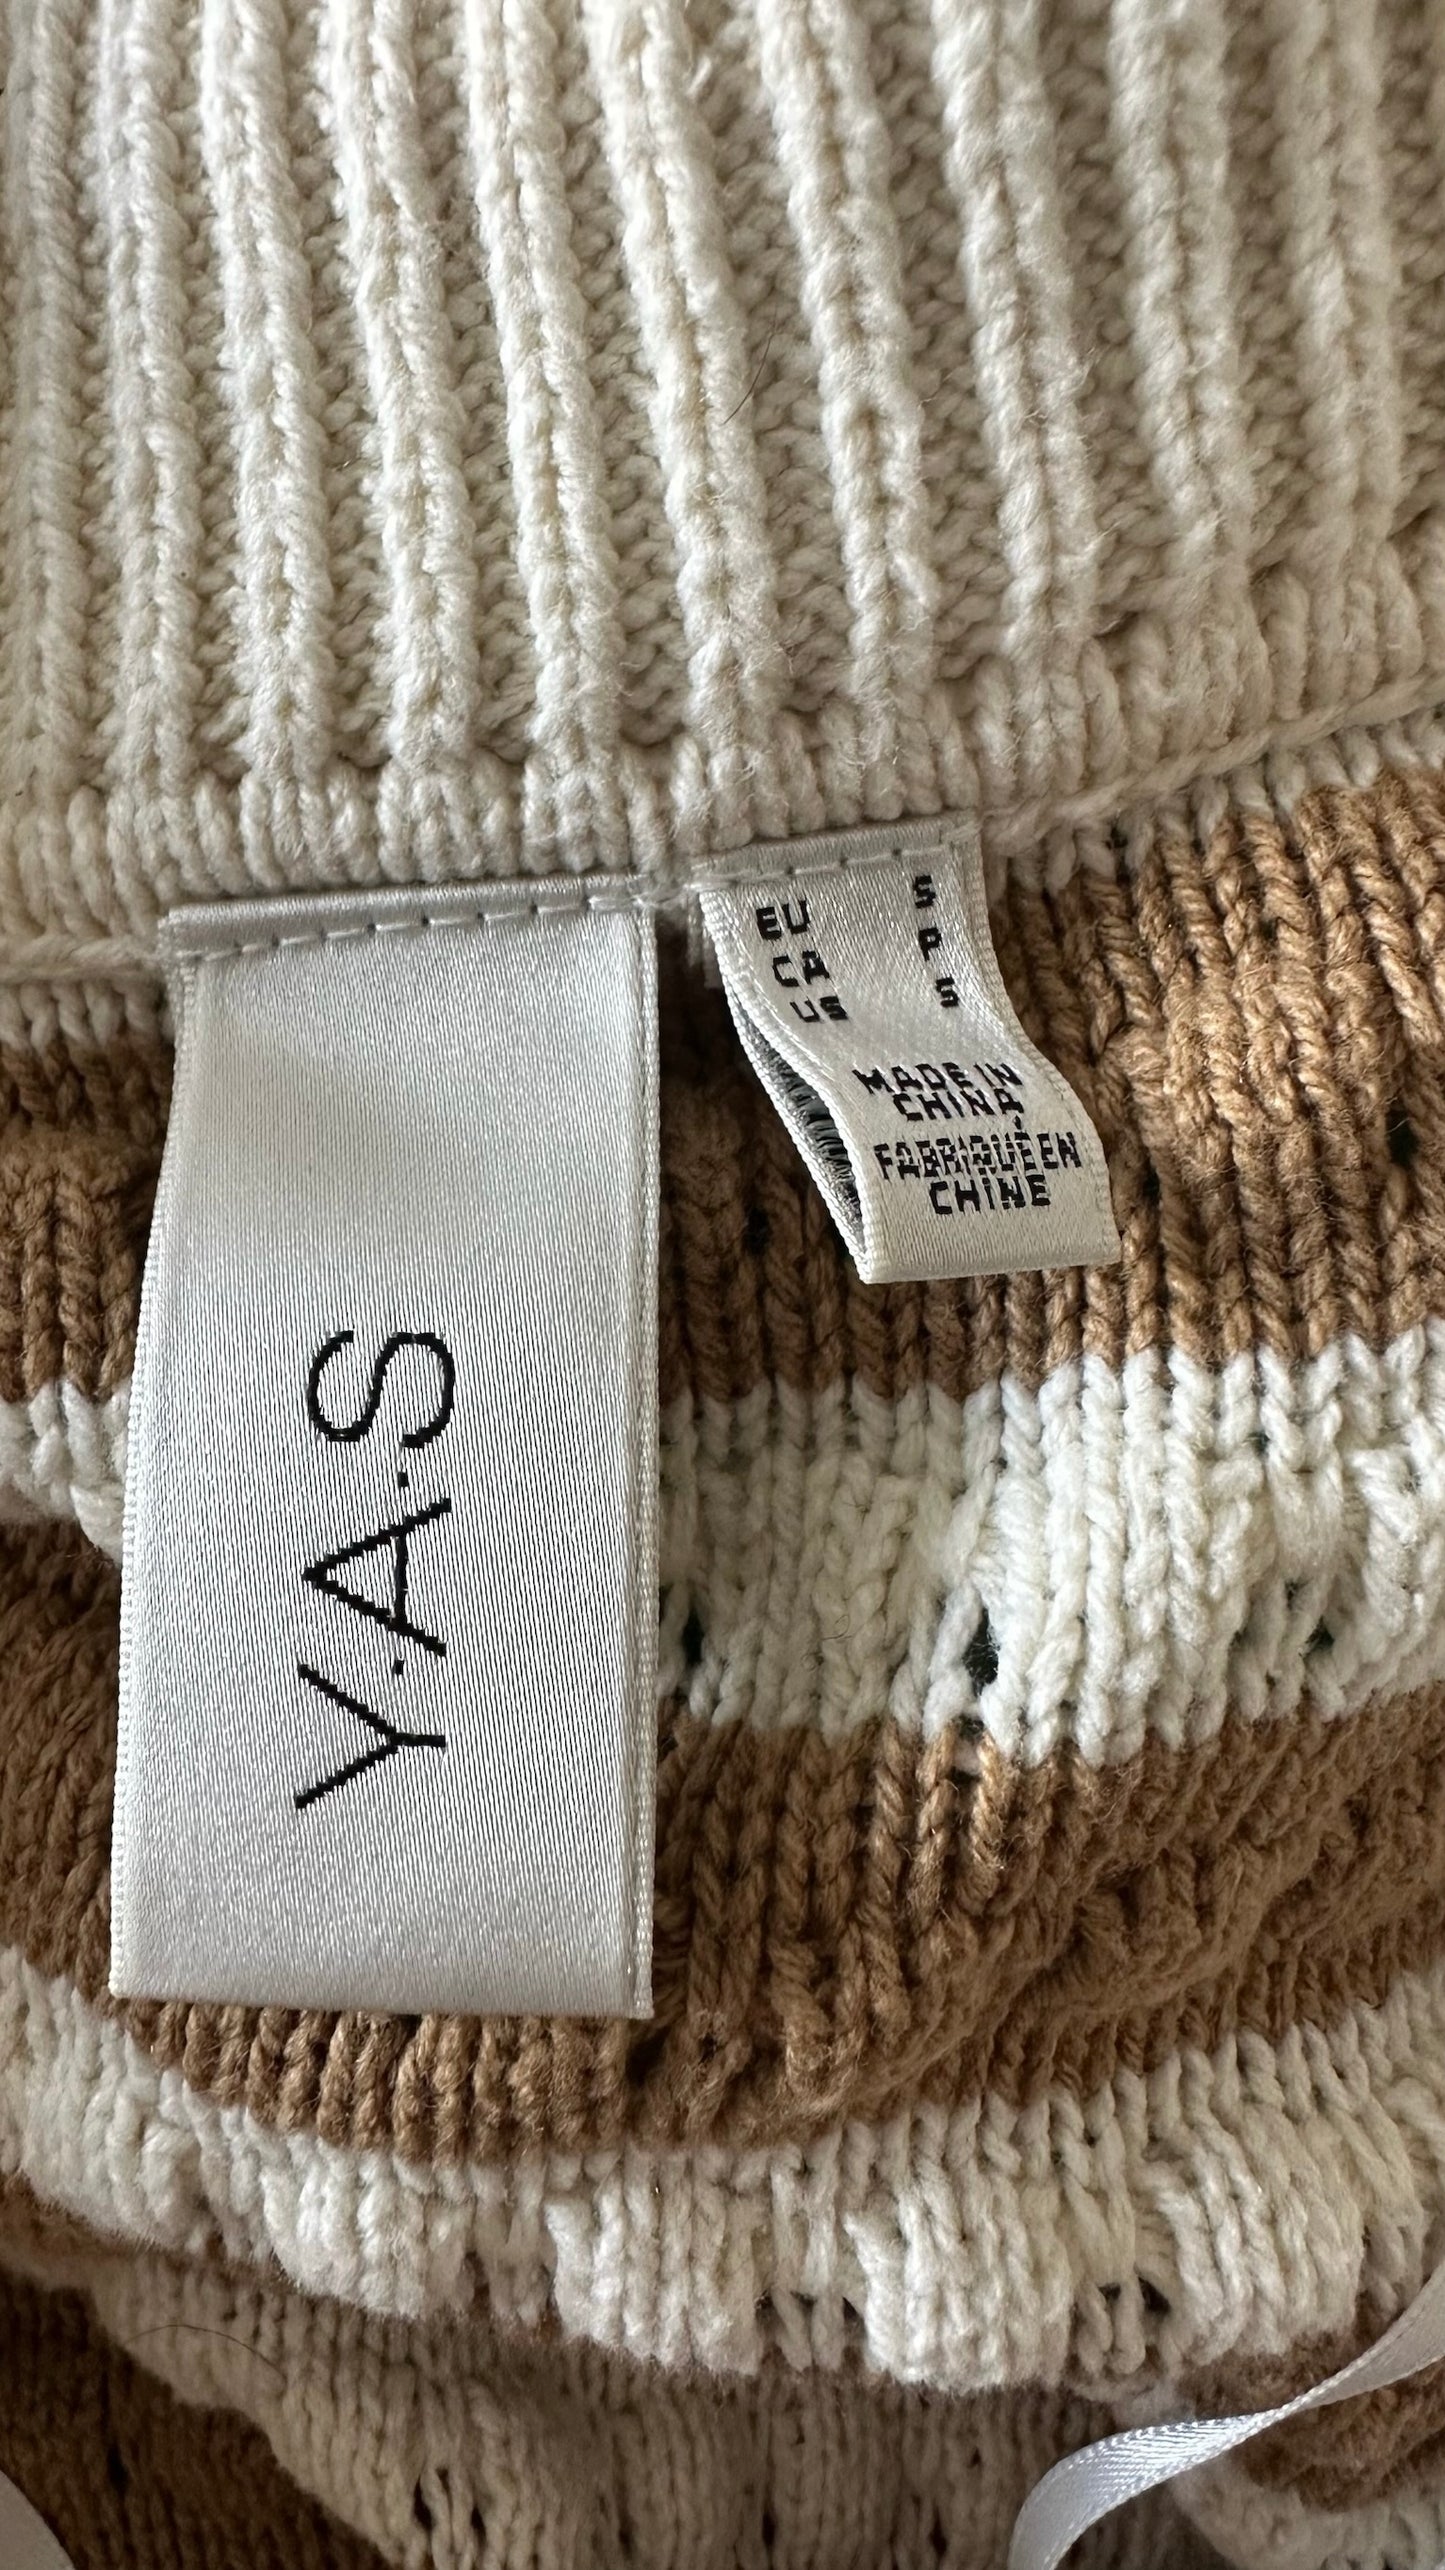 Y.A.S
EU S
CA P
US S
MADE IN
CHINA
FABRIQUÉ EN
CHINE